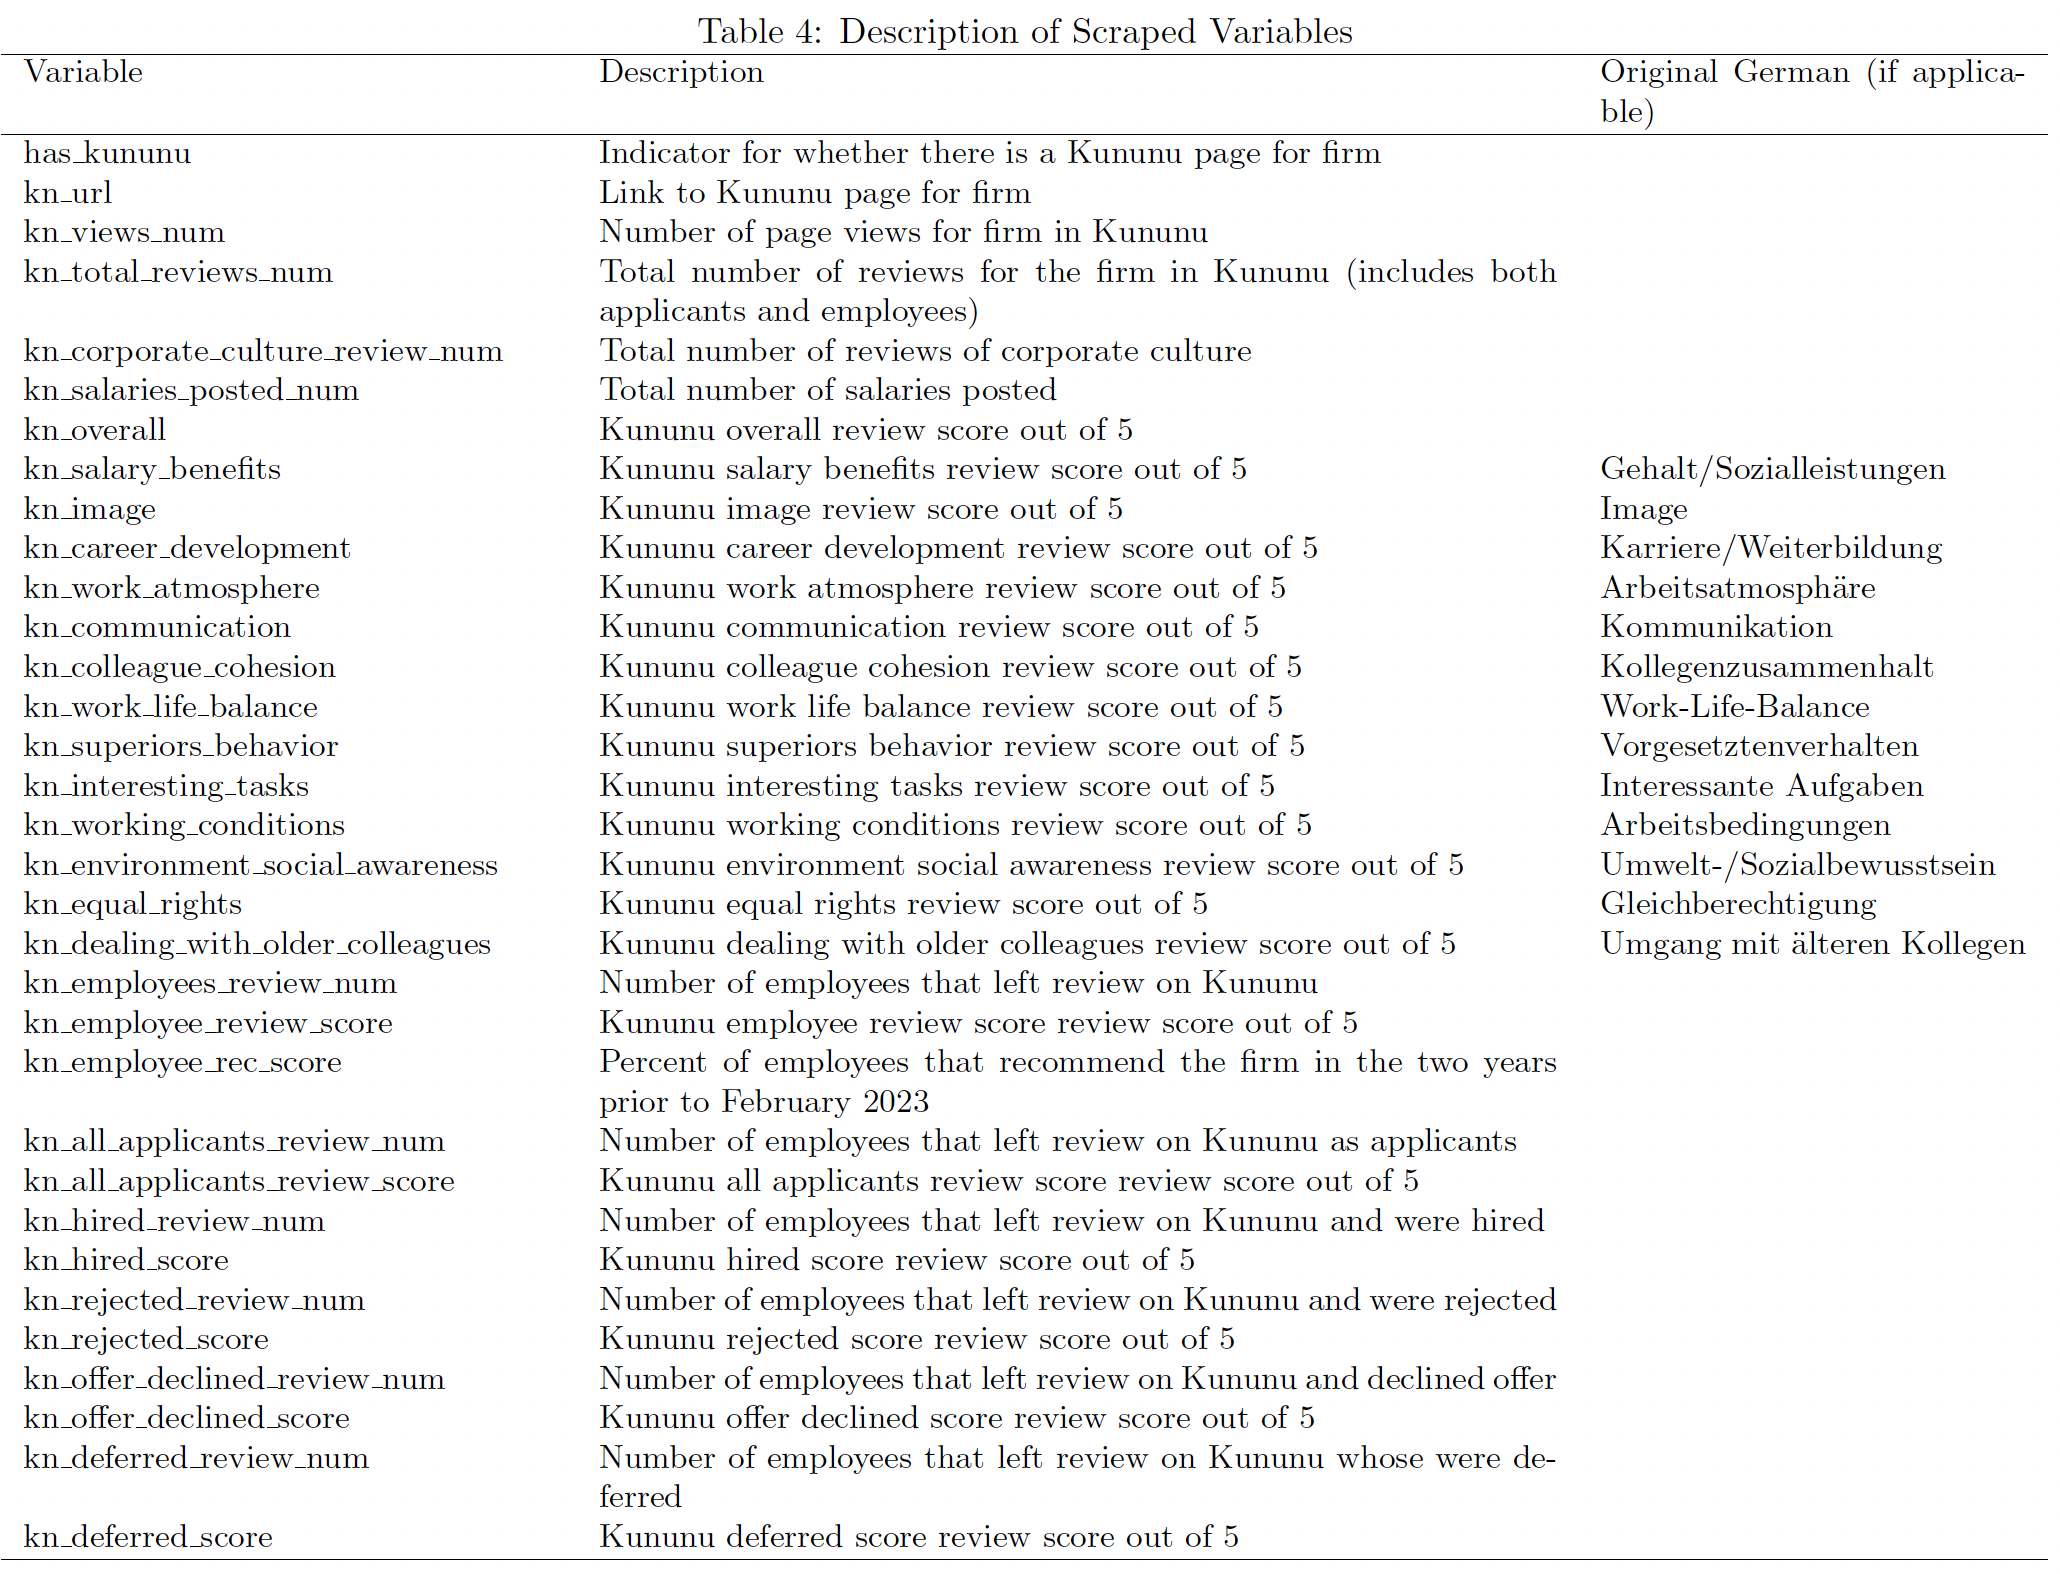 Table 4: Description of Scraped Variables
Variable Description Original German (if applica-
ble)
has_kununu Indicator for whether there is a Kununu page for firm
kn_url Link to Kununu page for firm
kn_views_num Number of page views for firm in Kununu
kn_total_reviews_num Total number of reviews for the firm in Kununu (includes both
applicants and employees)
kn_corporate_culture_review_num Total number of reviews of corporate culture
kn_salaries_posted_num Total number of salaries posted
kn_overall Kununu overall review score out of 5
kn_salary_benefits Kununu salary benefits review score out of 5 Gehalt/Sozialleistungen
kn_image Kununu image review score out of 5 Image
kn_career_development Kununu career development review score out of 5 Karriere/Weiterbildung
kn_work_atmosphere Kununu work atmosphere review score out of 5 Arbeitsatmosphäre
kn_communication Kununu communication review score out of 5 Kommunikation
kn_colleague_cohesion Kununu colleague cohesion review score out of 5 Kollegenzusammenhalt
kn_work_life_balance Kununu work life balance review score out of 5 Work-Life-Balance
kn_superiors_behavior Kununu superiors behavior review score out of 5 Vorgesetztenverhalten
kn_interesting_tasks Kununu interesting tasks review score out of 5 Interessante Aufgaben
kn_working_conditions Kununu working conditions review score out of 5 Arbeitsbedingungen
kn_environment_social_awareness Kununu environment social awareness review score out of 5 Umwelt-/Sozialbewusstsein
kn_equal_rights Kununu equal rights review score out of 5 Gleichberechtigung
kn_dealing_with_older_colleagues Kununu dealing with older colleagues review score out of 5 Umgang mit älteren Kollegen
kn_employees_review_num Number of employees that left review on Kununu
kn_employee_review_score Kununu employee review score review score out of 5
kn_employee_rec_score Percent of employees that recommend the firm in the two years
prior to February 2023
kn_all_applicants_review_num Number of employees that left review on Kununu as applicants
kn_all_applicants_review_score Kununu all applicants review score review score out of 5
kn_hired_review_num Number of employees that left review on Kununu and were hired
kn_hired_score Kununu hired score review score out of 5
kn_rejected_review_num Number of employees that left review on Kununu and were rejected
kn_rejected_score Kununu rejected score review score out of 5
kn_offer_declined_review_num Number of employees that left review on Kununu and declined offer
kn_offer_declined_score Kununu offer declined score review score out of 5
kn_deferred_review_num Number of employees that left review on Kununu whose were de-
ferred
kn_deferred_score Kununu deferred score review score out of 5